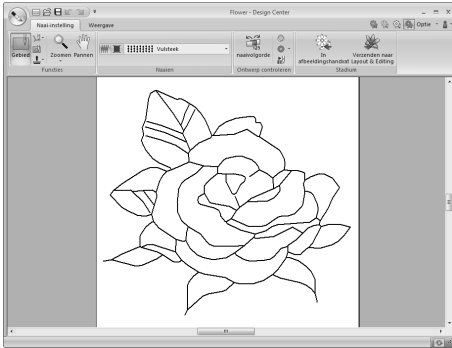 Flower - Design Center
Naai-instelling Weergave Optie
Gebied Zoomen Pannen
Functies
Vulsteek
Naaien
naaivolgorde
Ontwerp controleren
In afbeeldingshandvat
Verzenden naar Layout & Editing
Stadium